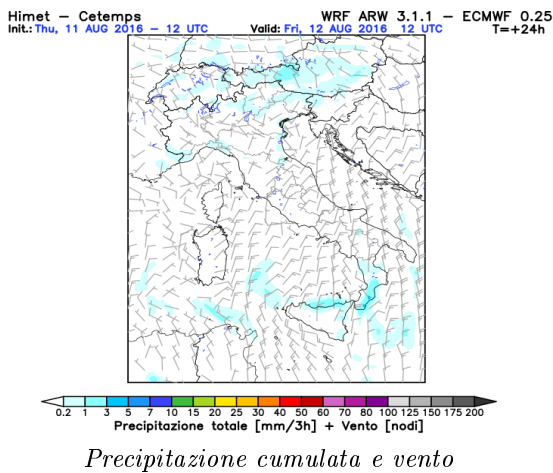 Himet – Cetemps WRF ARW 3.1.1 – ECMWF 0.25
Init.: Thu, 11 AUG 2016 – 12 UTC Valid: Fri, 12 AUG 2016 12 UTC T=+24h
0.2 1 3 5 7 10 15 20 25 30 40 50 60 70 80 100 125 150 175 200
Precipitazione totale [mm/3h] + Vento [nodi]
Precipitazione cumulata e vento